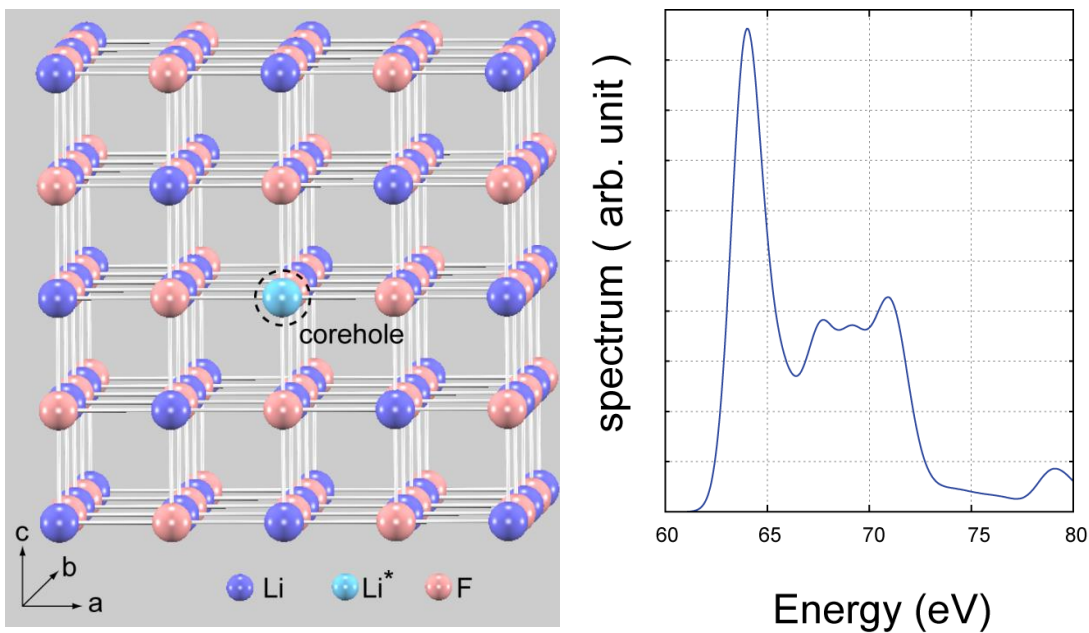 corehole
c
b
a
Li
Li*
F
spectrum ( arb. unit )
60 65 70 75 80
Energy (eV)